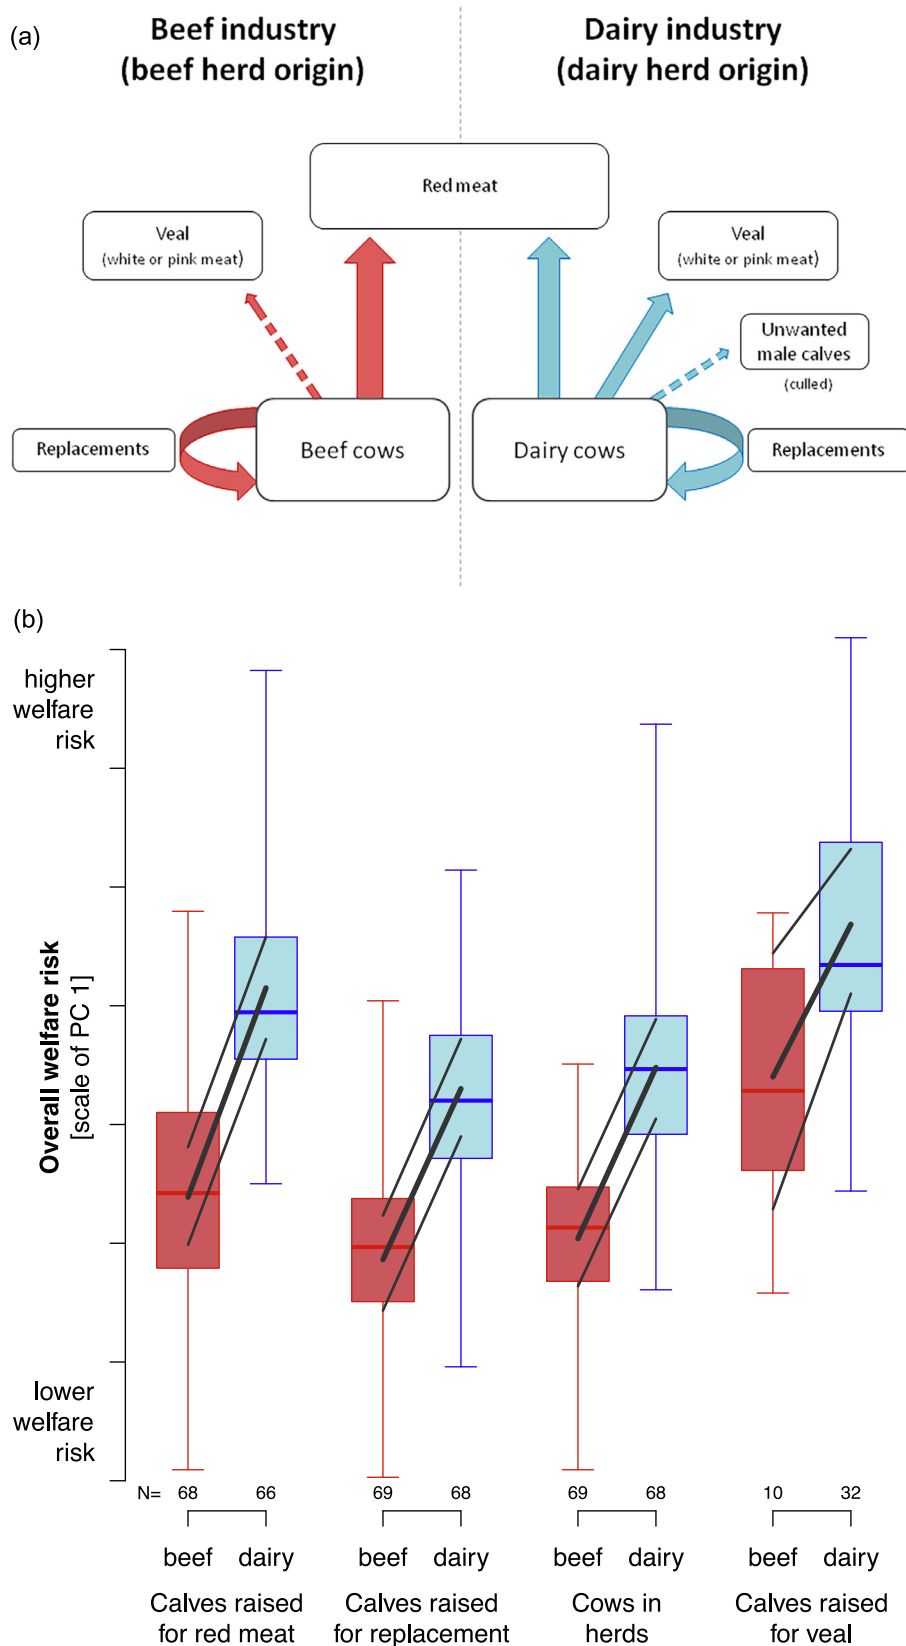 (a)
Beef industry
(beef herd origin)
Dairy industry
(dairy herd origin)
Red meat
Veal
(white or pink meat)
Veal
(white or pink meat)
Unwanted
male calves
(culled)
Replacements
Beef cows
Dairy cows
Replacements
(b)
higher
welfare
risk
Overall welfare risk
[scale of PC 1]
lower
welfare
risk
N= 68 66 69 68 69 68 10 32
beef dairy beef dairy beef dairy beef dairy
Calves raised
for red meat
Calves raised
for replacement
Cows in
herds
Calves raised
for veal